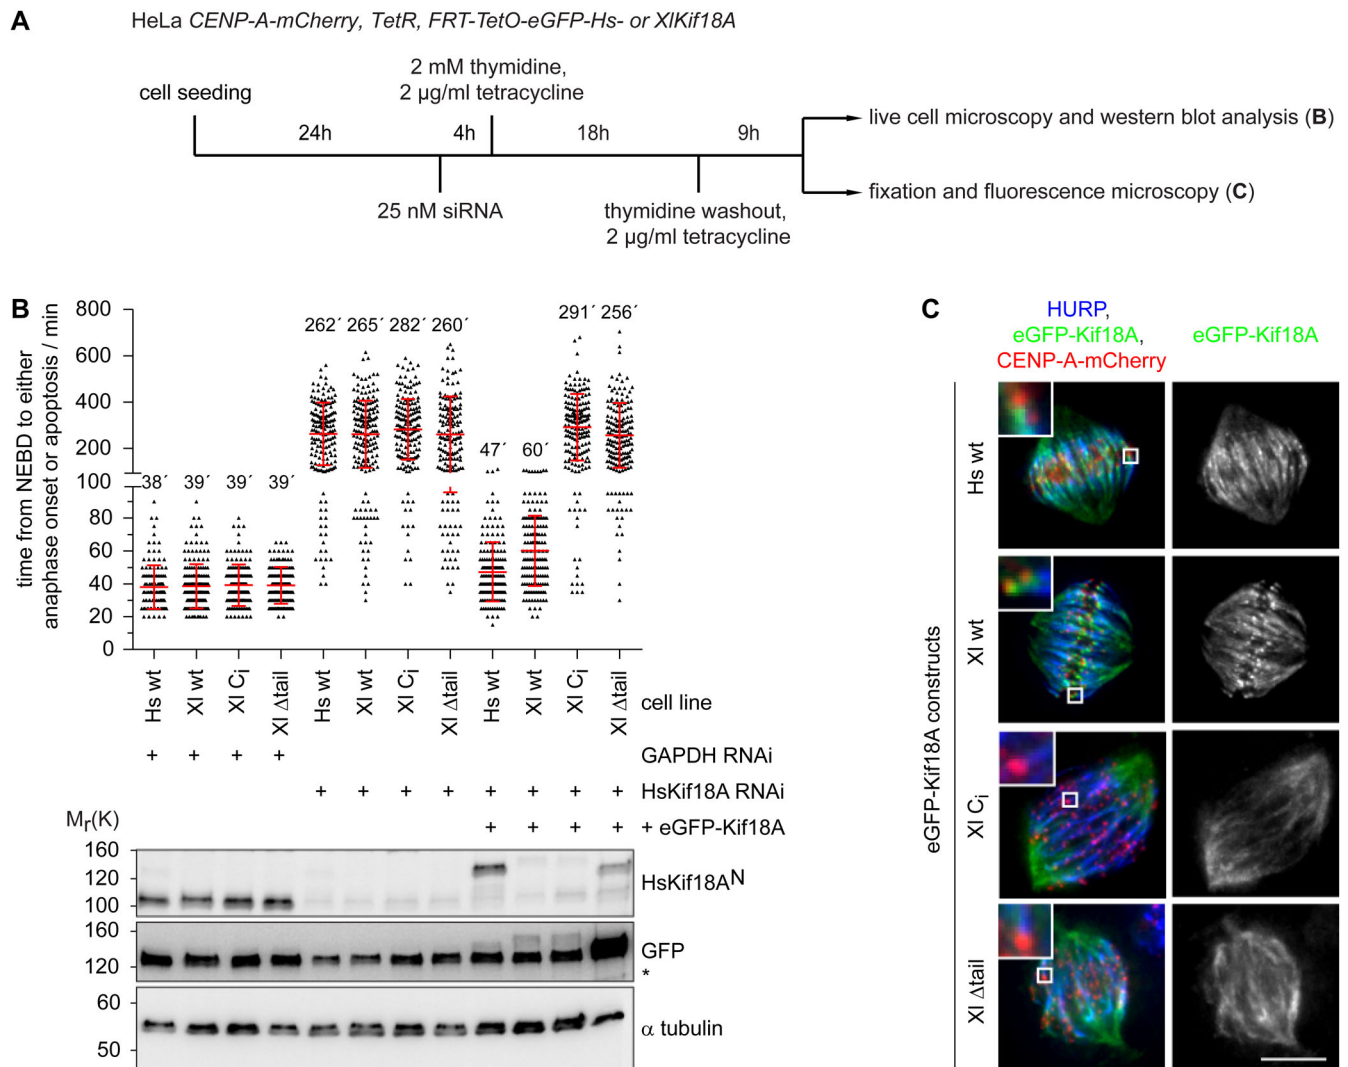 A
HeLa CENP-A-mCherry, TetR, FRT-TetO-eGFP-Hs- or XlKif18A
2 mM thymidine,
2 µg/ml tetracycline
cell seeding
24h
4h
18h
9h
live cell microscopy and western blot analysis (B)
fixation and fluorescence microscopy (C)
25 nM siRNA
thymidine washout,
2 µg/ml tetracycline
B
time from NEBD to either
anaphase onset or apoptosis / min
800
600
400
200
100
80
60
40
20
0
38´ 39´ 39´ 39´ 262´ 265´ 282´ 260´ 47´ 60´ 291´ 256´
Hs wt
Xl wt
Xl Ci
Xl Δtail
Hs wt
Xl wt
Xl Ci
Xl Δtail
Hs wt
Xl wt
Xl Ci
Xl Δtail
cell line
+ + + + GAPDH RNAi
+ + + + + + + + HsKif18A RNAi
+ + + + + eGFP-Kif18A
Mr(K)
160
120
100
HsKif18AN
160
120
GFP
*
60
50
α tubulin
C
HURP,
eGFP-Kif18A,
CENP-A-mCherry
eGFP-Kif18A
eGFP-Kif18A constructs
Hs wt
Xl wt
Xl Ci
Xl Δtail